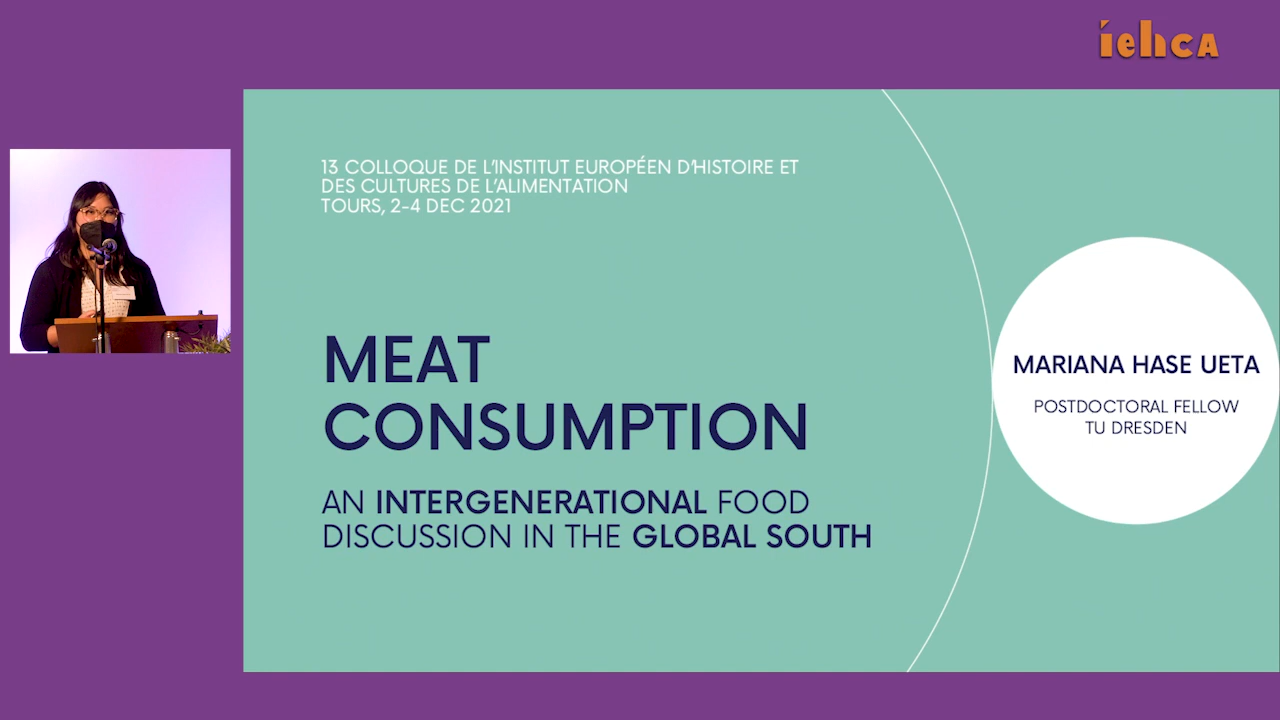 iehca
13 COLLOQUE DE L'INSTITUT EUROPÉEN D'HISTOIRE ET
DES CULTURES DE L'ALIMENTATION
TOURS, 2-4 DEC 2021
MEAT
CONSUMPTION
AN INTERGENERATIONAL FOOD
DISCUSSION IN THE GLOBAL SOUTH
MARIANA HASE UETA
POSTDOCTORAL FELLOW
TU DRESDEN